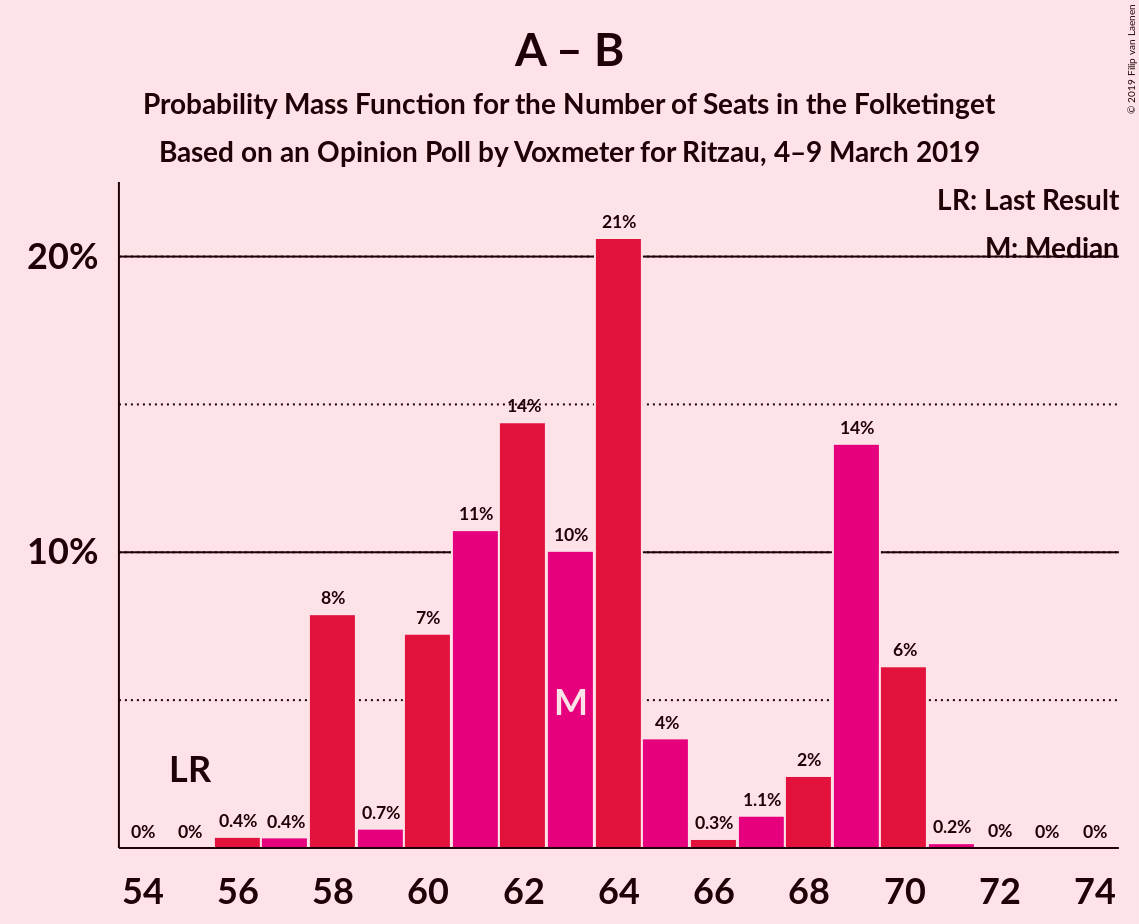 A – B
Probability Mass Function for the Number of Seats in the Folketinget
Based on an Opinion Poll by Voxmeter for Ritzau, 4–9 March 2019
© 2019 Filip van Laenen
LR: Last Result
M: Median
20%
10%
0%
0%
0.4%
0.4%
8%
0.7%
7%
11%
14%
10%
21%
4%
0.3%
1.1%
2%
14%
6%
0.2%
0%
0%
0%
LR
M
54 56 58 60 62 64 66 68 70 72 74